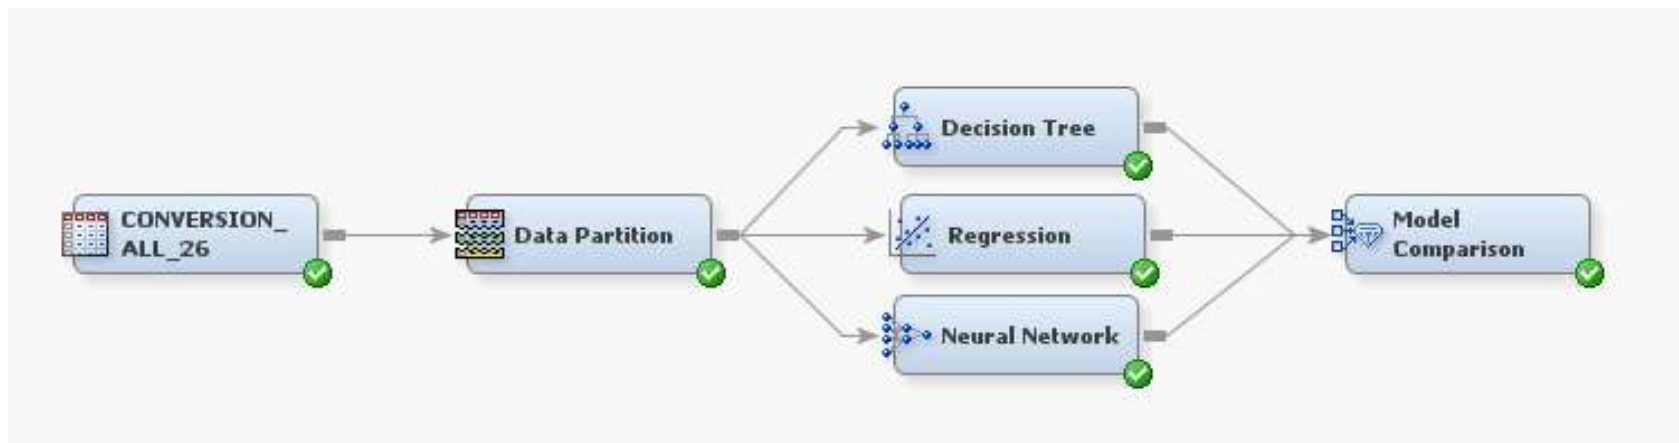 CONVERSION_
ALL_26
Data Partition
Decision Tree
Regression
Neural Network
Model
Comparison